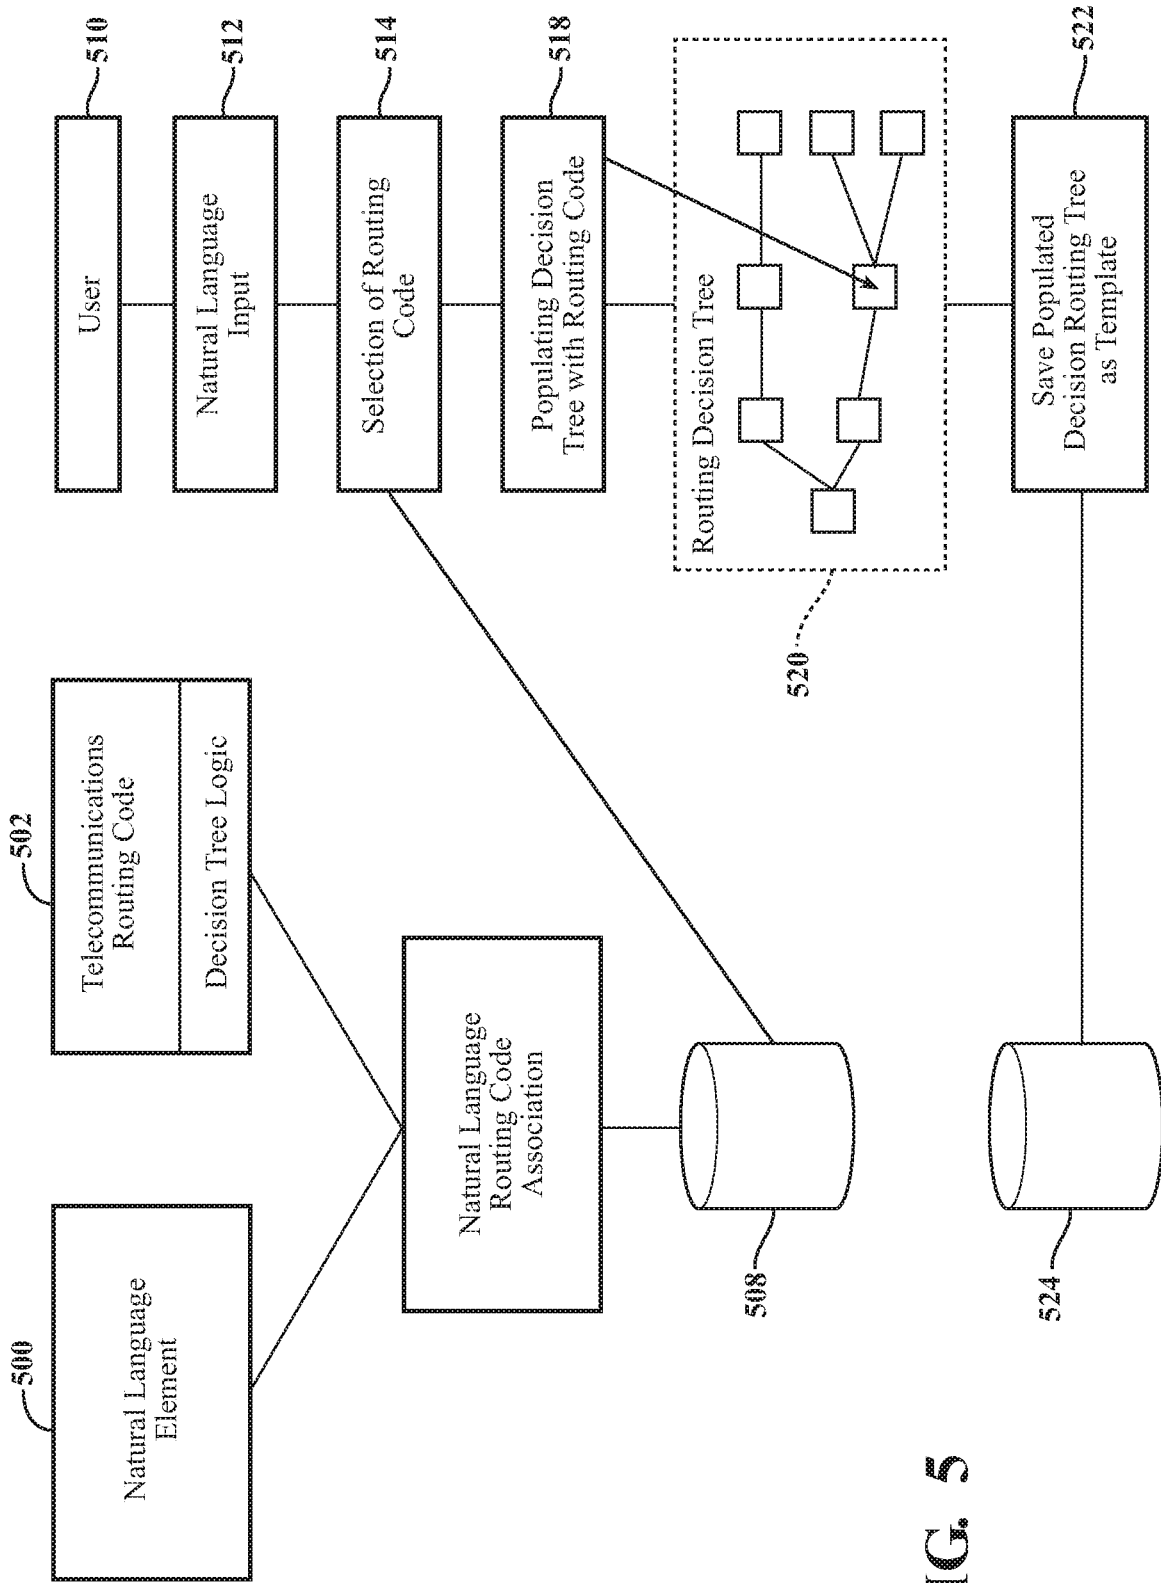 500
Natural Language
Element
502
Telecommunications
Routing Code
Decision Tree Logic
Natural Language
Routing Code
Association
508
524
510
User
512
Natural Language
Input
514
Selection of Routing
Code
518
Populating Decision
Tree with Routing Code
Routing Decision Tree
520
522
Save Populated
Decision Routing Tree
as Template
IG. 5